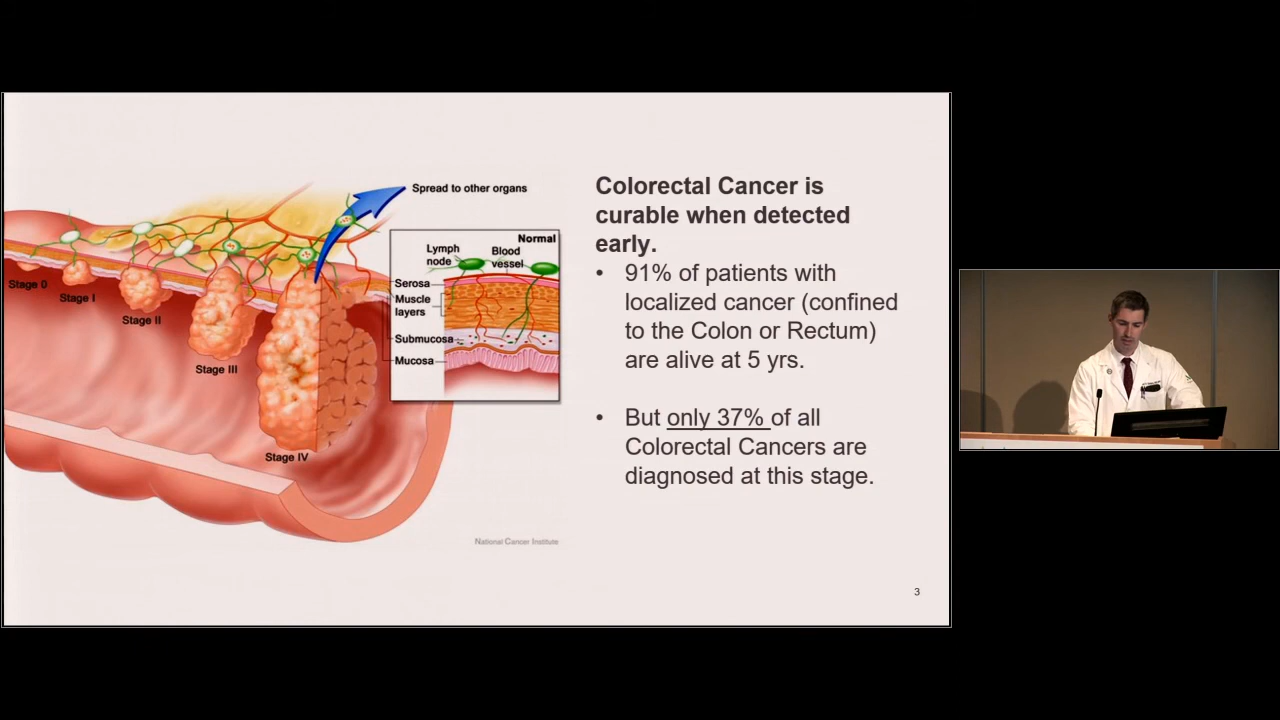 Spread to other organs
Normal
Lymph
node
Blood
vessel
Serosa
Muscle
layers
Submucosa
Mucosa
Stage 0
Stage I
Stage II
Stage III
Stage IV
National Cancer Institute
Colorectal Cancer is
curable when detected
early.
• 91% of patients with
localized cancer (confined
to the Colon or Rectum)
are alive at 5 yrs.
• But only 37% of all
Colorectal Cancers are
diagnosed at this stage.
3